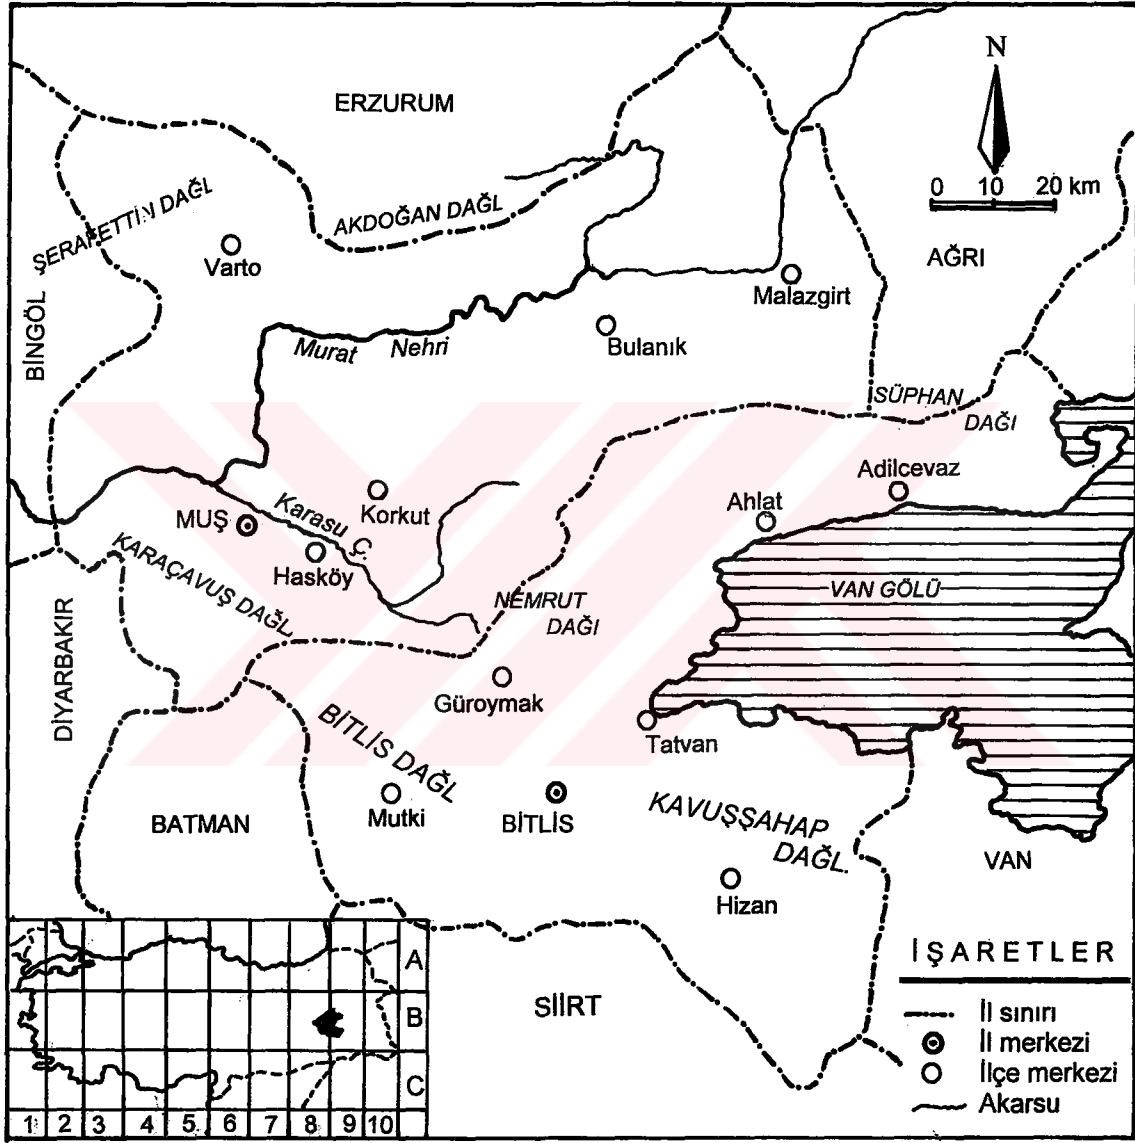 N
ERZURUM
0 10 20 km
ŞERAFETTİN DAĞL
AKDOĞAN DAĞL
Varto
AĞRI
Malazgirt
BİNGÖL
Murat Nehri
Bulanık
SÜPHAN
DAĞI
Adilcevaz
Korkut
Ahlat
MUŞ
Karasu Ç.
Hasköy
KARAÇAVUŞ DAĞL.
VAN GÖLÜ
NEMRUT
DAĞI
DİYARBAKIR
Güroymak
BİTLİS DAĞL
Tatvan
Mutki
BİTLİS
BATMAN
KAVUŞŞAHAP
DAĞL.
VAN
Hizan
SİİRT
İŞARETLER
İl sınırı
İl merkezi
İlçe merkezi
Akarsu
A
B
C
1 2 3 4 5 6 7 8 9 10